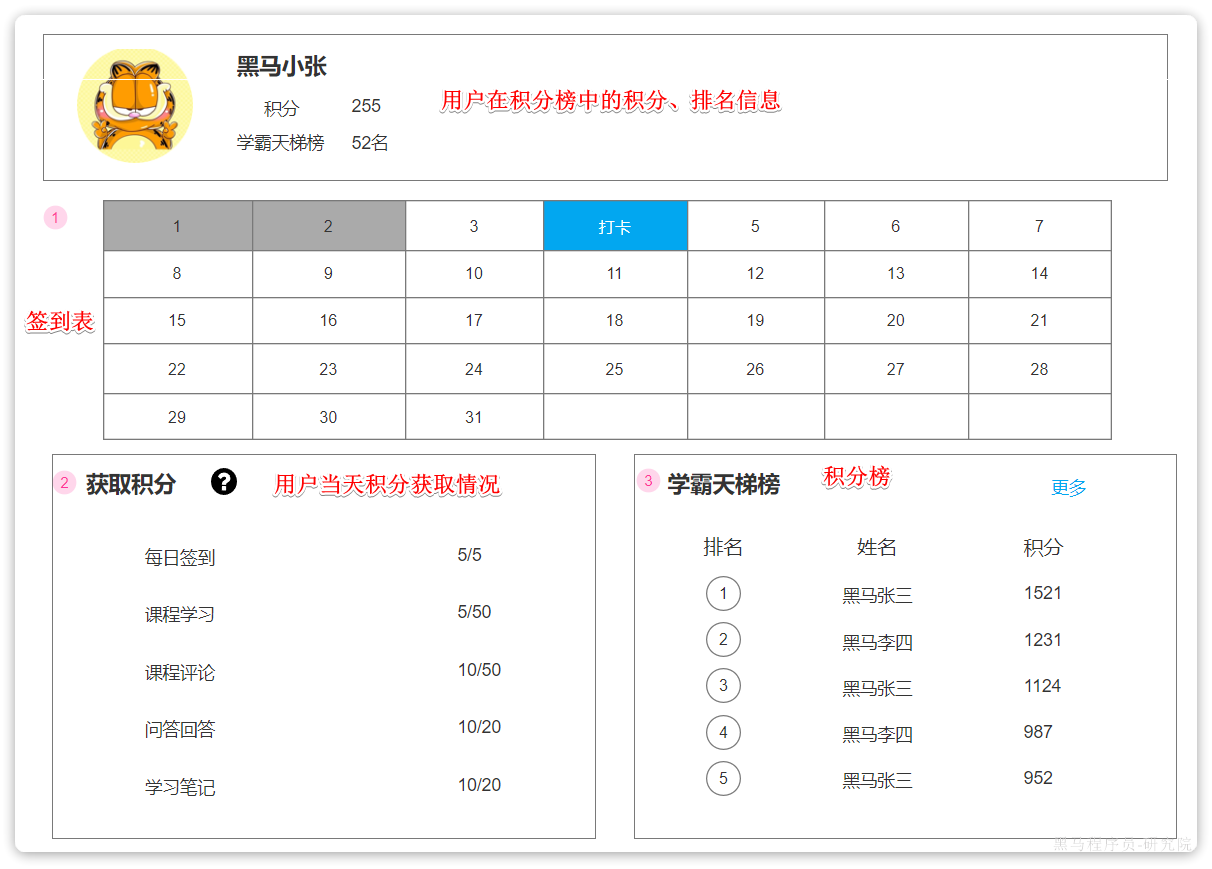 黑马小张
积分 255
用户在积分榜中的积分、排名信息
学霸天梯榜 52名
1
1 2 3 打卡 5 6 7
8 9 10 11 12 13 14
签到表
15 16 17 18 19 20 21
22 23 24 25 26 27 28
29 30 31
2 获取积分 ? 用户当天积分获取情况
每日签到 5/5
课程学习 5/50
课程评论 10/50
问答回答 10/20
学习笔记 10/20
3 学霸天梯榜 积分榜 更多
排名 姓名 积分
1 黑马张三 1521
2 黑马李四 1231
3 黑马张三 1124
4 黑马李四 987
5 黑马张三 952
黑马程序员-研究院